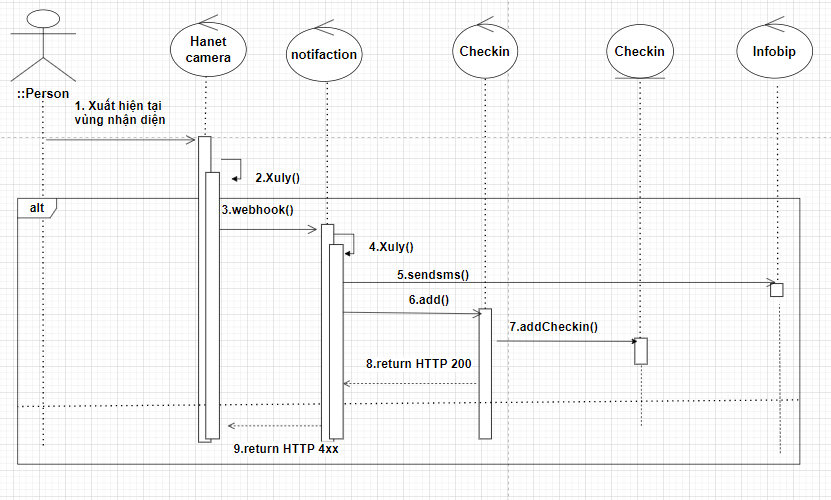 Hanet
camera
notifaction
Checkin
Checkin
Infobip
::Person
1. Xuất hiện tại
vùng nhận diện
2.Xuly()
alt
3.webhook()
4.Xuly()
5.sendsms()
6.add()
7.addCheckin()
8.return HTTP 200
9.return HTTP 4xx